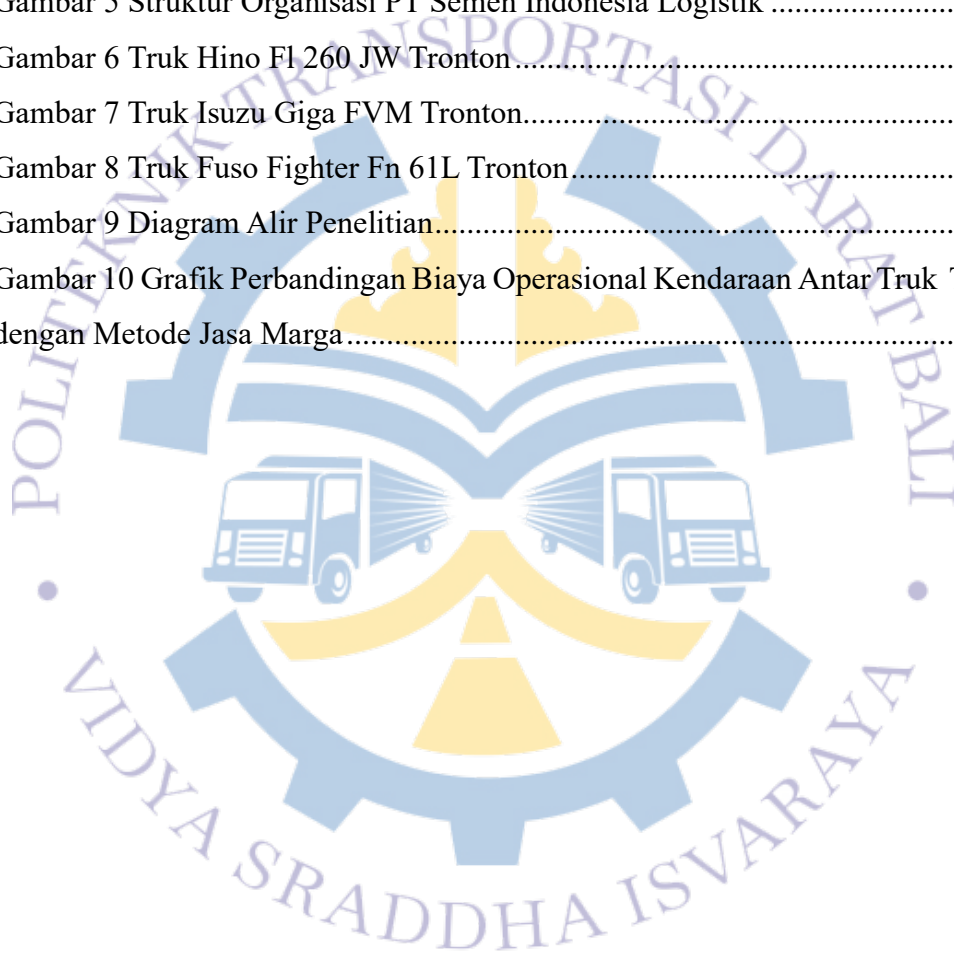 Gambar 5 Struktur Organisasi PT Semen Indonesia Logistik ....................
Gambar 6 Truk Hino Fl 260 JW Tronton....................
Gambar 7 Truk Isuzu Giga FVM Tronton....................
Gambar 8 Truk Fuso Fighter Fn 61L Tronton....................
Gambar 9 Diagram Alir Penelitian....................
Gambar 10 Grafik Perbandingan Biaya Operasional Kendaraan Antar Truk
dengan Metode Jasa Marga....................
POLITEKNIK TRANSPORTASI DARAT BALI
• VIDYA SRADDHA ISVARAYA •